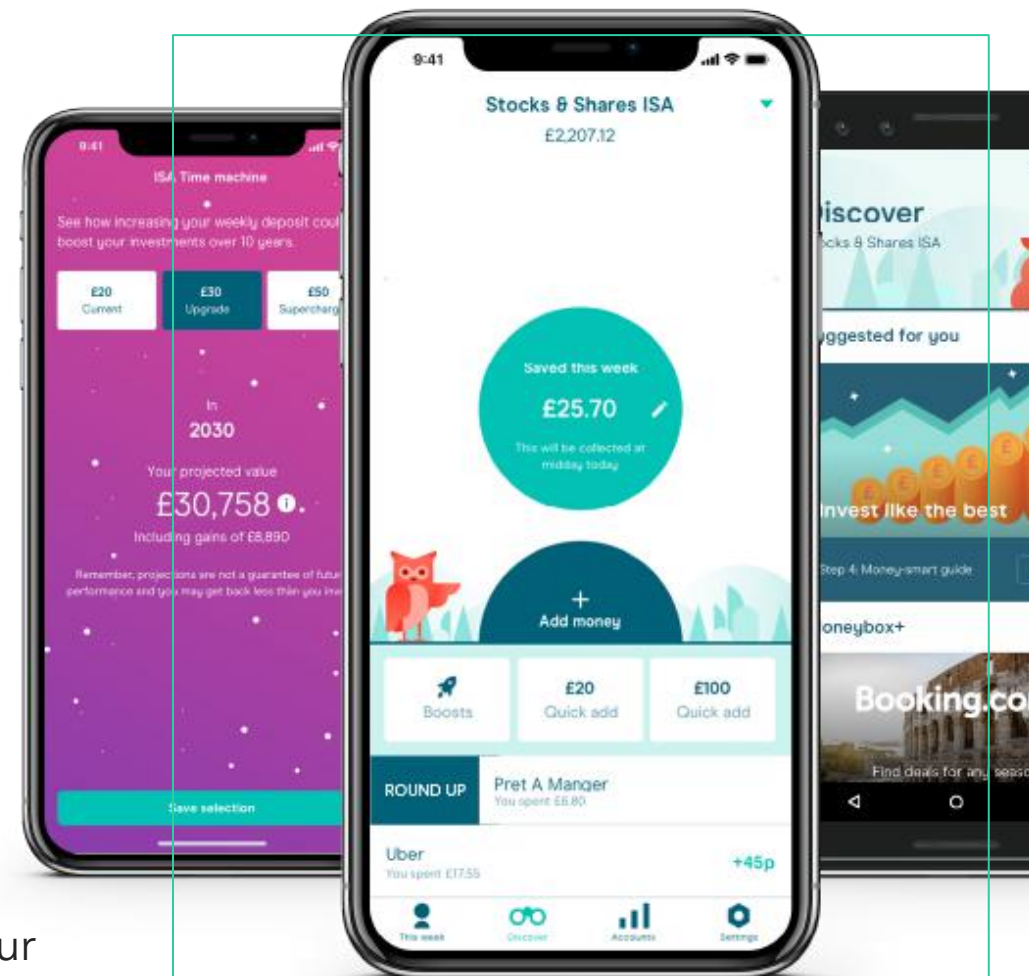 9:41
ISA Time machine
See how increasing your weekly deposit coul
boost your investments over 10 years.
£20
Current
£30
Upgrade
£50
Supercharg
In
2030
Your projected value
£30,758
Including gains of £8,890
Remember, projections are not a guarantee of futur
performance and you may get back less than you inve
Save selection
9:41
Stocks & Shares ISA
£2,207.12
Saved this week
£25.70
This will be collected at
midday today
+
Add money
Boosts
£20
Quick add
£100
Quick add
ROUND UP
Pret A Manger
You spent £6.80
Uber
You spent £17.55
+45p
This week
Discover
Accounts
Settings
iscover
ocks & Shares ISA
uggested for you
Invest like the best
Step 4: Money-smart guide
oneybox+
Booking.co
Find deals for any seaso
ur